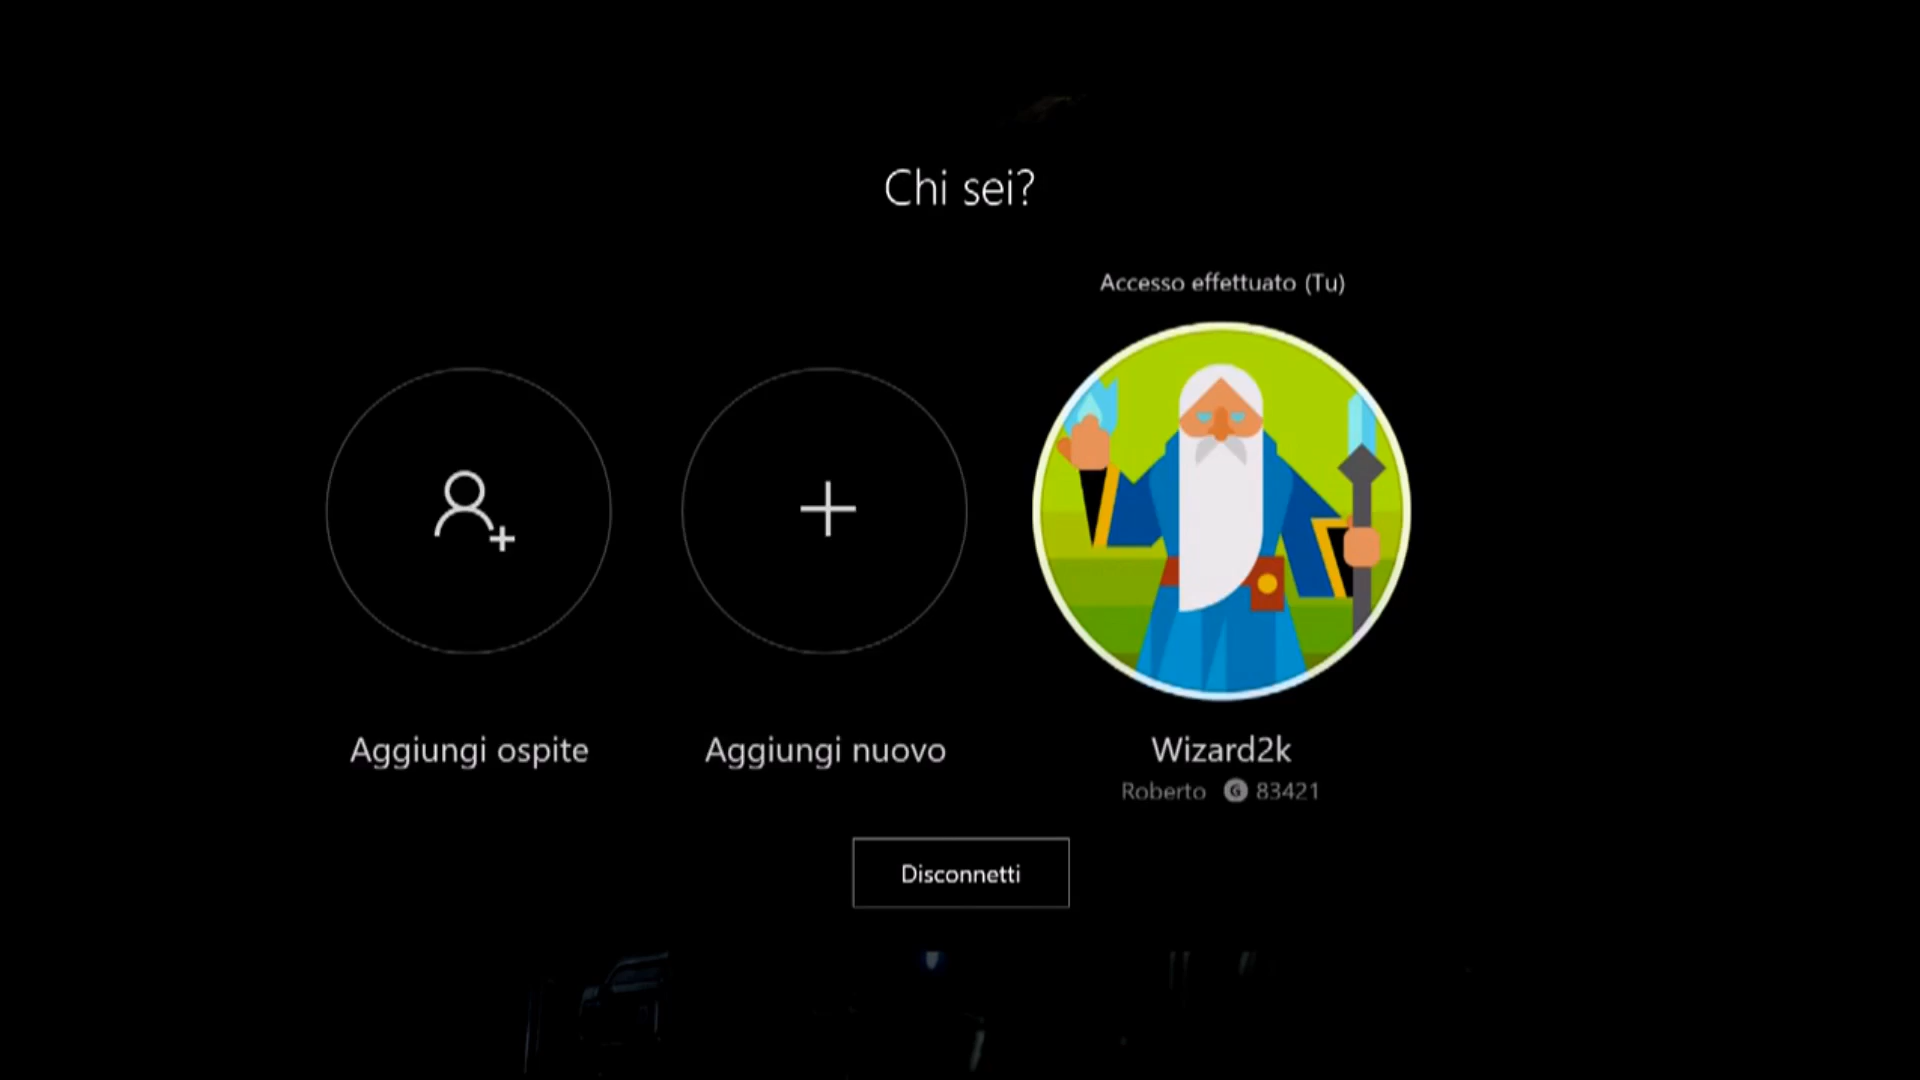 Chi sei?
Accesso effettuato (Tu)
Aggiungi ospite
Aggiungi nuovo
Wizard2k
Roberto G 83421
Disconnetti